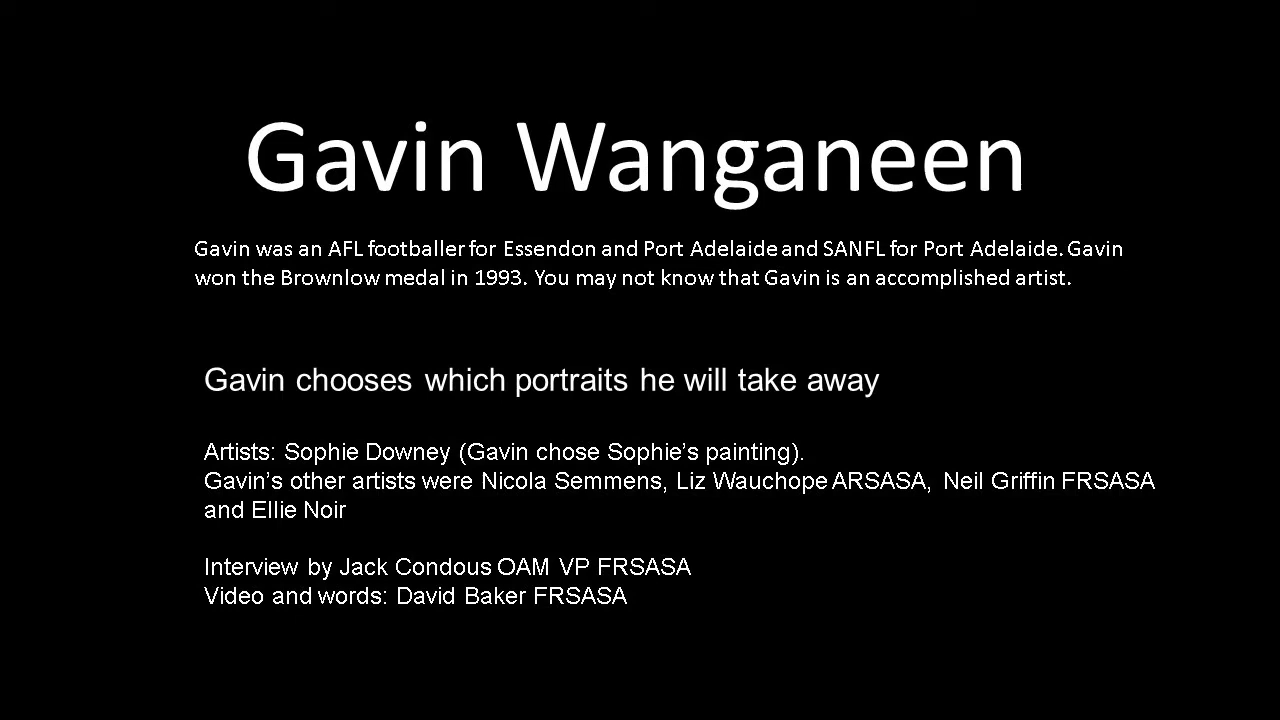 Gavin Wanganeen
Gavin was an AFL footballer for Essendon and Port Adelaide and SANFL for Port Adelaide. Gavin
won the Brownlow medal in 1993. You may not know that Gavin is an accomplished artist.
Gavin chooses which portraits he will take away
Artists: Sophie Downey (Gavin chose Sophie's painting).
Gavin's other artists were Nicola Semmens, Liz Wauchope ARSASA, Neil Griffin FRSASA
and Ellie Noir
Interview by Jack Condous OAM VP FRSASA
Video and words: David Baker FRSASA